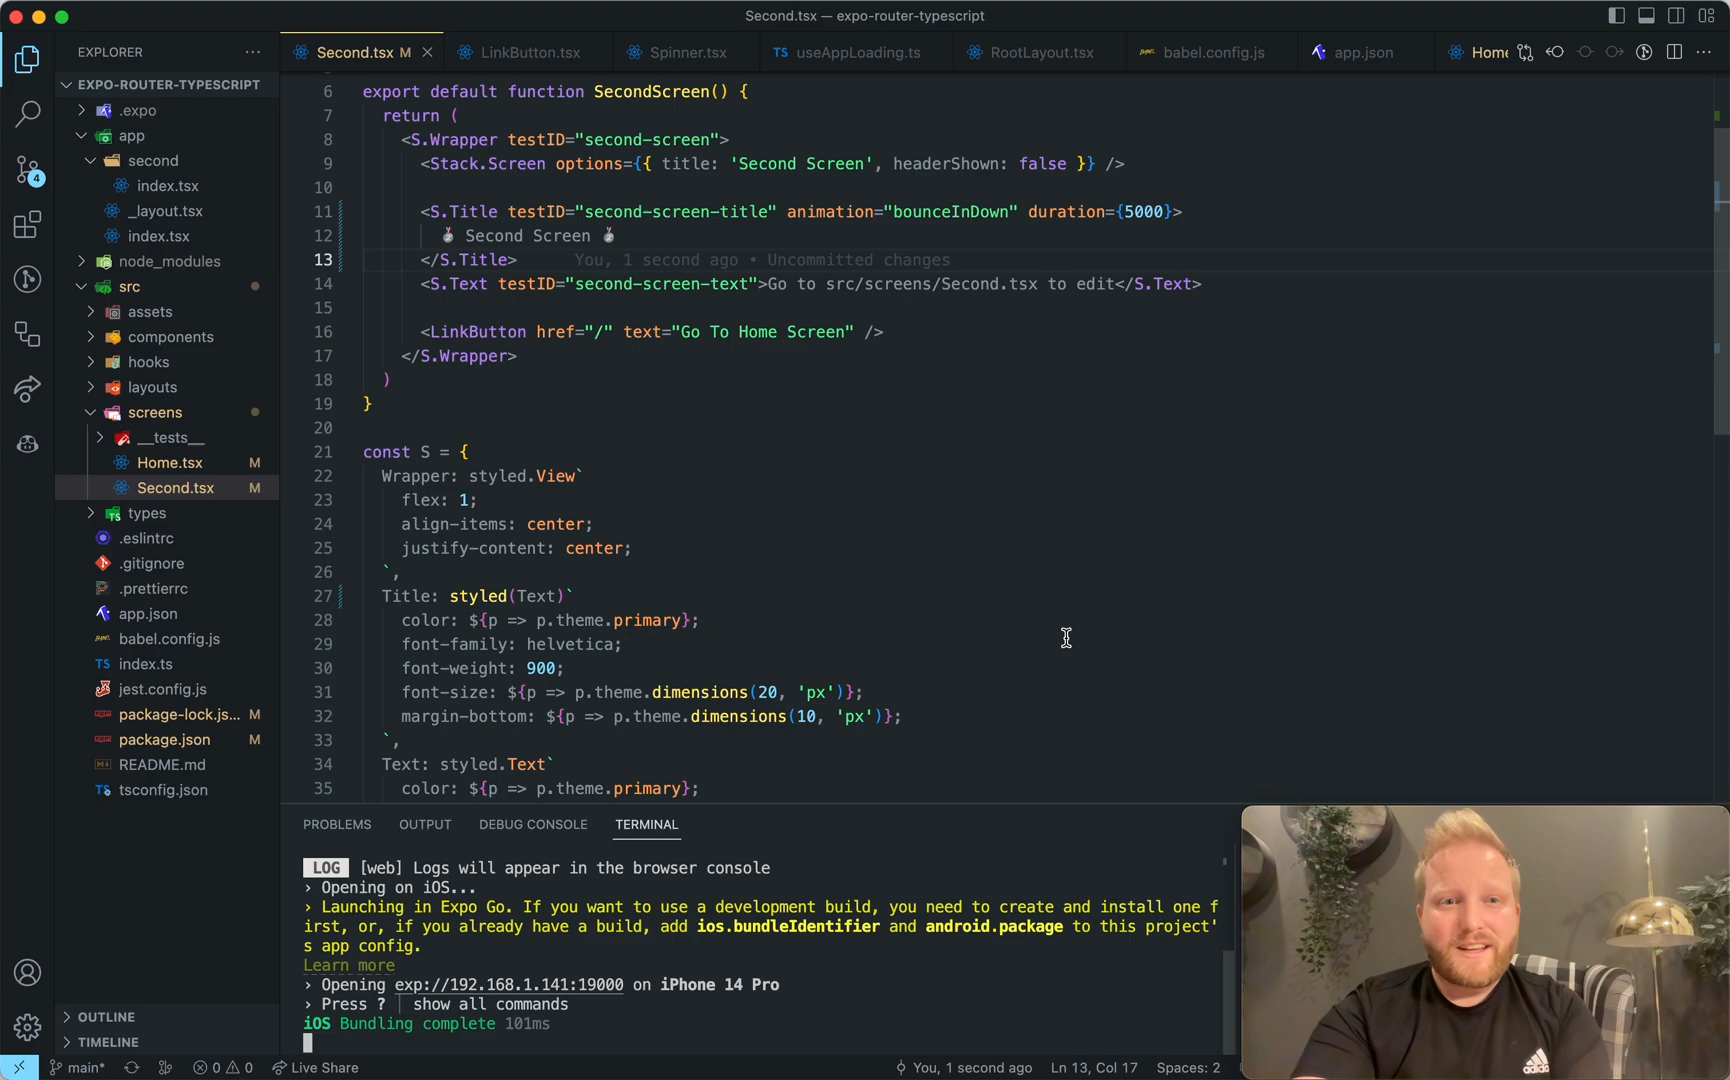 Second.tsx — expo-router-typescript
EXPLORER
Second.tsx M
LinkButton.tsx
Spinner.tsx
TS useAppLoading.ts
RootLayout.tsx
babel.config.js
app.json
Home
EXPO-ROUTER-TYPESCRIPT
.expo
app
second
index.tsx
_layout.tsx
index.tsx
node_modules
src
assets
components
hooks
layouts
screens
__tests__
Home.tsx M
Second.tsx M
types
.eslintrc
.gitignore
.prettierrc
app.json
babel.config.js
TS index.ts
jest.config.js
package-lock.js... M
package.json M
README.md
tsconfig.json
OUTLINE
TIMELINE
4
6 export default function SecondScreen() {
7 return (
8 <S.Wrapper testID="second-screen">
9 <Stack.Screen options={{ title: 'Second Screen', headerShown: false }} />
10
11 <S.Title testID="second-screen-title" animation="bounceInDown" duration={5000}>
12 🥈 Second Screen 🥈
13 </S.Title> You, 1 second ago • Uncommitted changes
14 <S.Text testID="second-screen-text">Go to src/screens/Second.tsx to edit</S.Text>
15
16 <LinkButton href="/" text="Go To Home Screen" />
17 </S.Wrapper>
18 )
19 }
20
21 const S = {
22 Wrapper: styled.View`
23 flex: 1;
24 align-items: center;
25 justify-content: center;
26 `,
27 Title: styled(Text)`
28 color: ${p => p.theme.primary};
29 font-family: helvetica;
30 font-weight: 900;
31 font-size: ${p => p.theme.dimensions(20, 'px')};
32 margin-bottom: ${p => p.theme.dimensions(10, 'px')};
33 `,
34 Text: styled.Text`
35 color: ${p => p.theme.primary};
PROBLEMS OUTPUT DEBUG CONSOLE TERMINAL
LOG [web] Logs will appear in the browser console
› Opening on iOS...
› Launching in Expo Go. If you want to use a development build, you need to create and install one f
irst, or, if you already have a build, add ios.bundleIdentifier and android.package to this project'
s app config.
Learn more
› Opening exp://192.168.1.141:19000 on iPhone 14 Pro
› Press ? │ show all commands
iOS Bundling complete 101ms
main*
0 0
Live Share
You, 1 second ago
Ln 13, Col 17
Spaces: 2
adidas